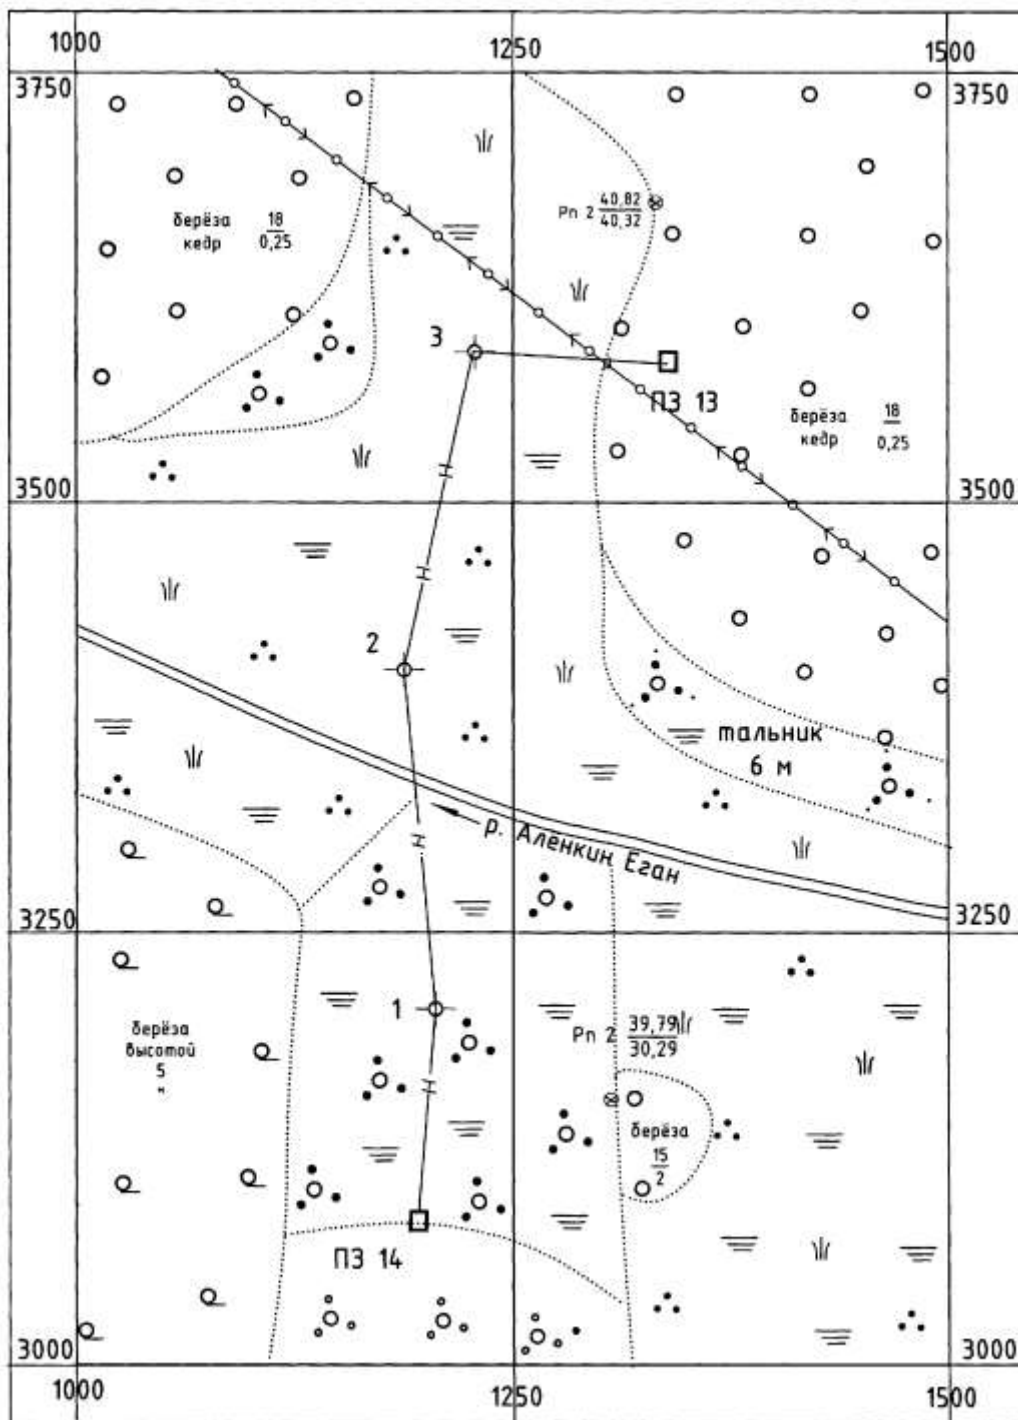 1000 1250 1500
3750 3750
Рп 2 40,82
40,32
берёза 18
кедр 0,25
3
ПЗ 13
берёза 18
кедр 0,25
3500 3500
2
тальник
6 м
р. Алёнкин Еган
3250 3250
1
Рп 2 39,79
30,29
берёза
высотой
5
м
берёза
15
2
ПЗ 14
3000 3000
1000 1250 1500